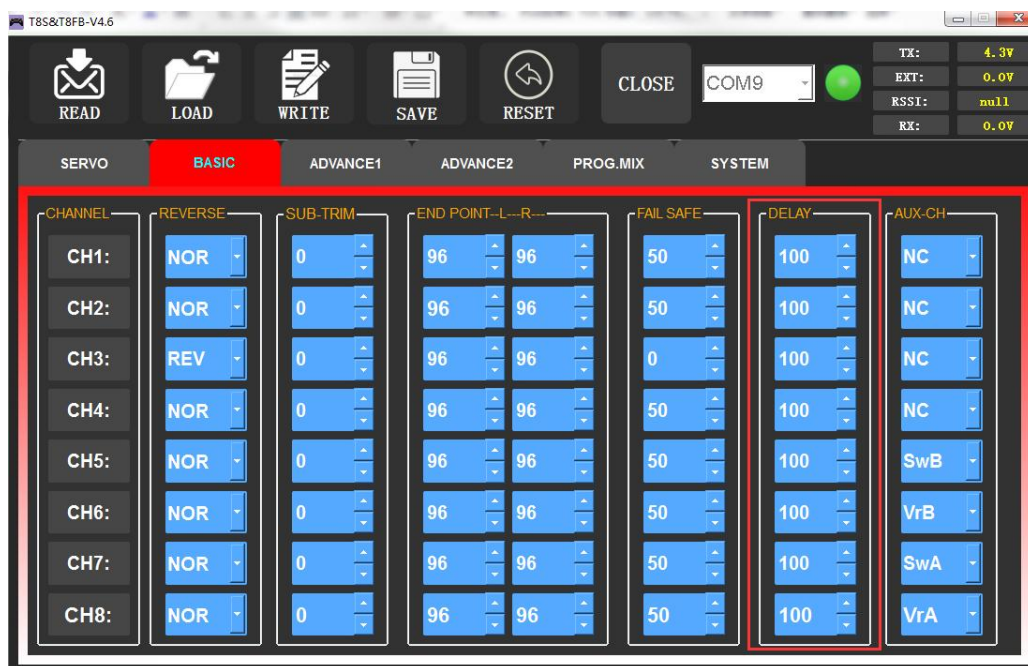 T8S&T8FB-V4.6
READ LOAD WRITE SAVE RESET CLOSE COM9
TX: 4.3V
EXT: 0.0V
RSSI: null
RX: 0.0V
SERVO BASIC ADVANCE1 ADVANCE2 PROG.MIX SYSTEM
CHANNEL REVERSE SUB-TRIM END POINT--L---R--- FAIL SAFE DELAY AUX-CH
CH1: NOR 0 96 96 50 100 NC
CH2: NOR 0 96 96 50 100 NC
CH3: REV 0 96 96 0 100 NC
CH4: NOR 0 96 96 50 100 NC
CH5: NOR 0 96 96 50 100 SwB
CH6: NOR 0 96 96 50 100 VrB
CH7: NOR 0 96 96 50 100 SwA
CH8: NOR 0 96 96 50 100 VrA